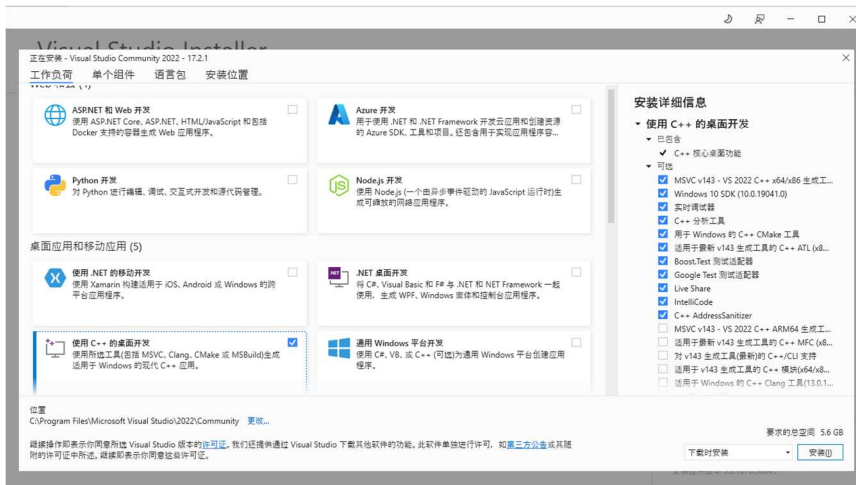 Visual Studio Installer
正在安装 - Visual Studio Community 2022 - 17.2.1
工作负荷 单个组件 语言包 安装位置
Web 和云 (4)
ASP.NET 和 Web 开发
使用 ASP.NET Core、ASP.NET、HTML/JavaScript 和包括
Docker 支持的容器生成 Web 应用程序。
Azure 开发
用于使用 .NET 和 .NET Framework 开发云应用和创建资源
的 Azure SDK、工具和项目。还包含用于实现应用程序容...
Python 开发
对 Python 进行编辑、调试、交互式开发和源代码管理。
Node.js 开发
使用 Node.js (一个由异步事件驱动的 JavaScript 运行时)生
成可缩放的网络应用程序。
桌面应用和移动应用 (5)
使用 .NET 的移动开发
使用 Xamarin 构建适用于 iOS、Android 或 Windows 的跨
平台应用程序。
.NET 桌面开发
将 C#、Visual Basic 和 F# 与 .NET 和 .NET Framework 一起
使用，生成 WPF、Windows 窗体和控制台应用程序。
使用 C++ 的桌面开发
使用所选工具(包括 MSVC、Clang、CMake 或 MSBuild)生成
适用于 Windows 的现代 C++ 应用。
通用 Windows 平台开发
使用 C#、VB、或 C++ (可选)为通用 Windows 平台创建应用
程序。
安装详细信息
使用 C++ 的桌面开发
已包含
C++ 核心桌面功能
可选
MSVC v143 - VS 2022 C++ x64/x86 生成工...
Windows 10 SDK (10.0.19041.0)
实时调试器
C++ 分析工具
用于 Windows 的 C++ CMake 工具
适用于最新 v143 生成工具的 C++ ATL (x8...
Boost.Test 测试适配器
Google Test 测试适配器
Live Share
IntelliCode
C++ AddressSanitizer
MSVC v143 - VS 2022 C++ ARM64 生成工...
适用于最新 v143 生成工具的 C++ MFC (x8...
对 v143 生成工具(最新)的 C++/CLI 支持
适用于 v143 生成工具的 C++ 模块(x64/x8...
适用于 Windows 的 C++ Clang 工具(13.0.1...
位置
C:\Program Files\Microsoft Visual Studio\2022\Community 更改...
继续操作即表示你同意所选 Visual Studio 版本的许可证。我们还提供通过 Visual Studio 下载其他软件的功能。此软件单独进行许可，如第三方公告或其随
附的许可证中所述。继续即表示你同意这些许可证。
要求的总空间 5.6 GB
下载时安装 安装(I)